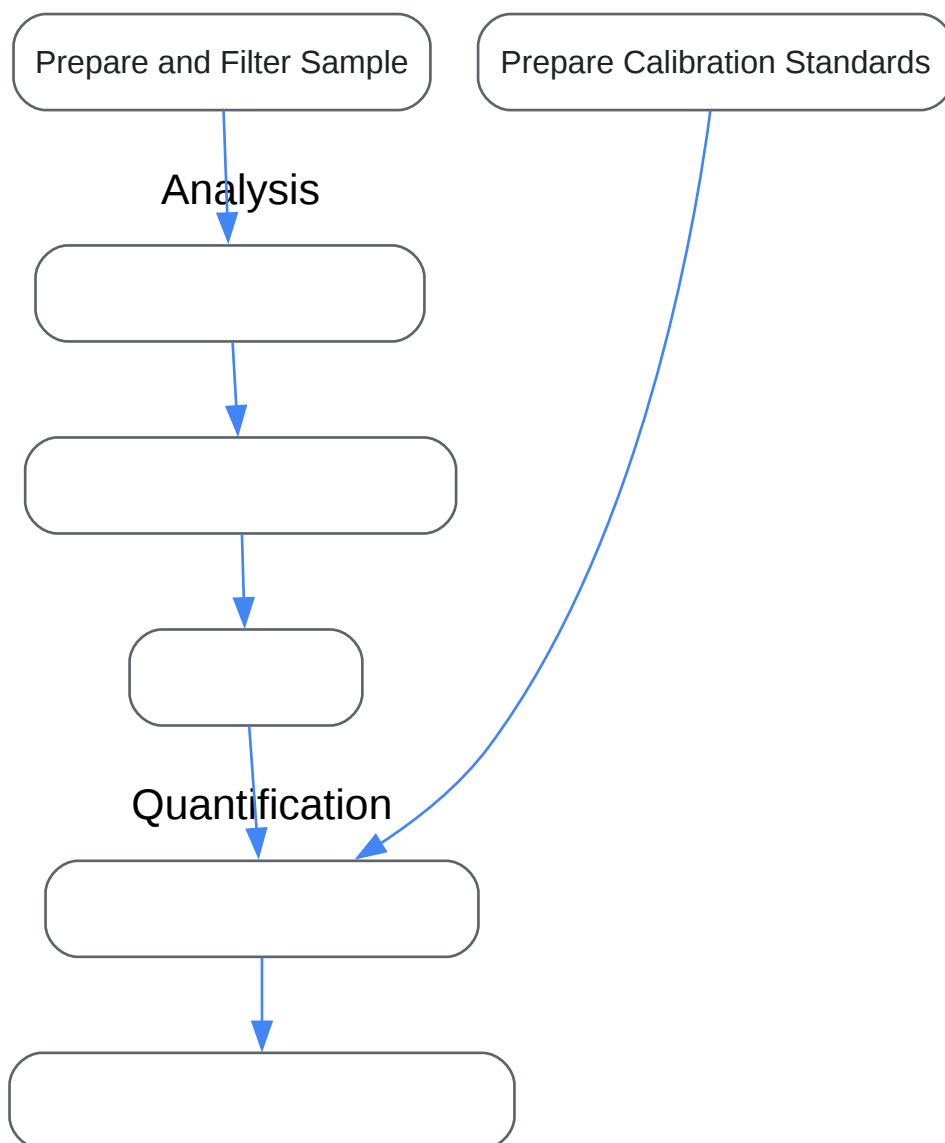 Prepare and Filter Sample
Prepare Calibration Standards
Analysis
Quantification